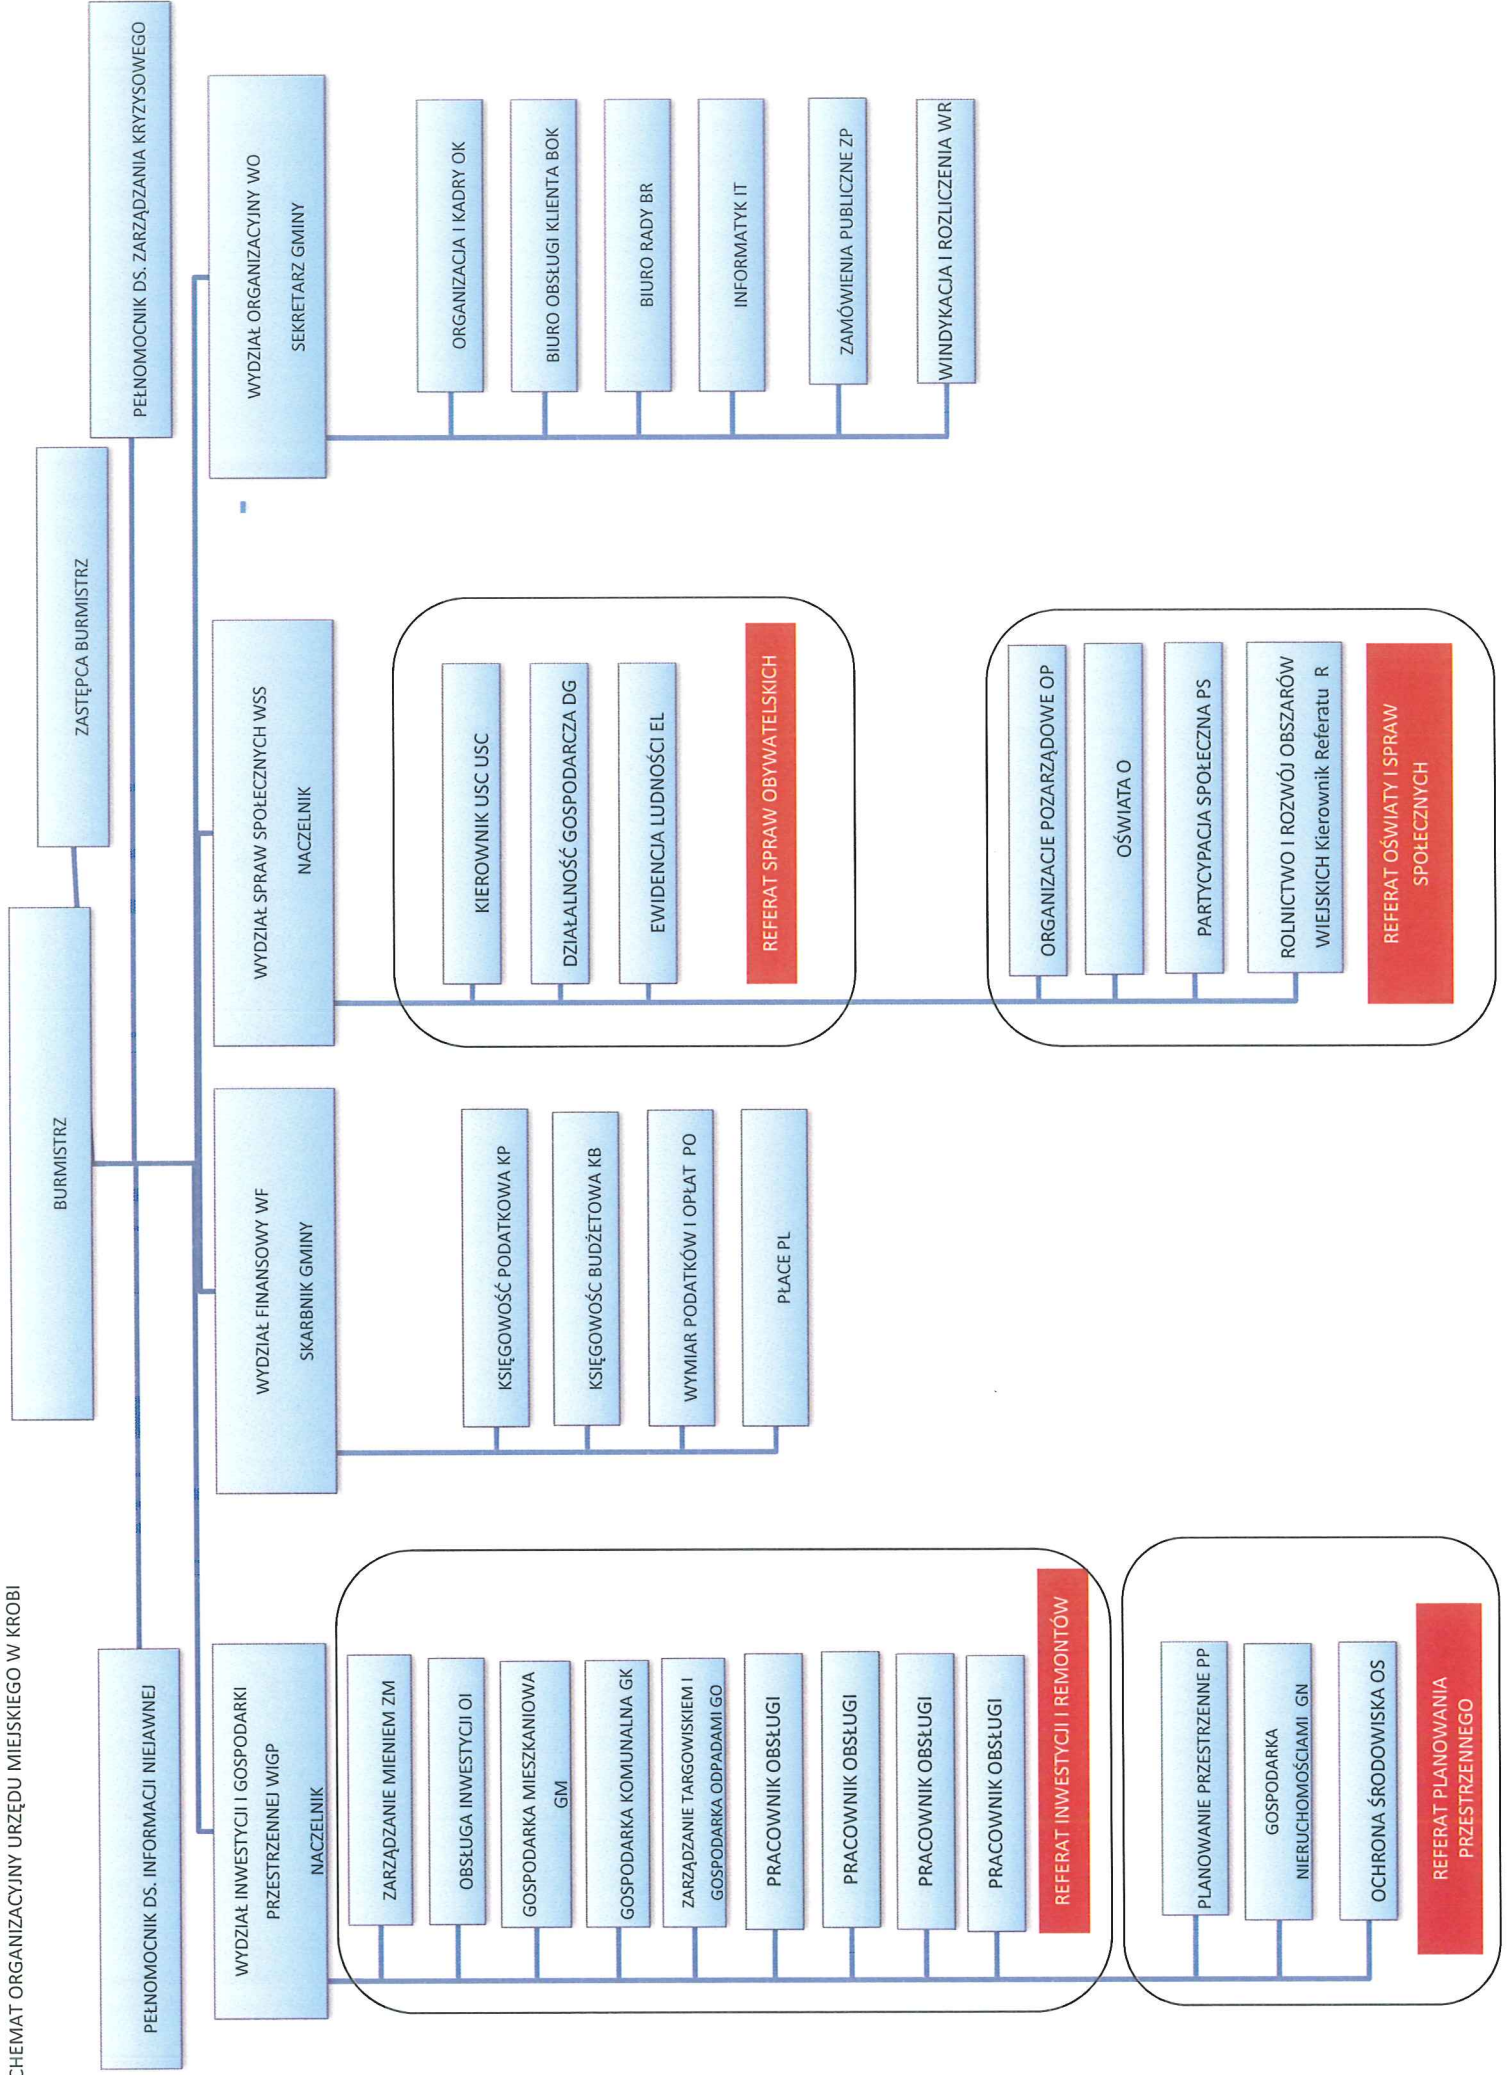 CHEMAT ORGANIZACYJNY URZĘDU MIEJSKIEGO W KROBI
BURMISTRZ
ZASTĘPCA BURMISTRZ
PEŁNOMOCNIK DS. INFORMACJI NIEJAWNEJ
PEŁNOMOCNIK DS. ZARZĄDZANIA KRYZYSOWEGO
WYDZIAŁ INWESTYCJI I GOSPODARKI
PRZESTRZENNEJ WIGP
NACZELNIK
ZARZĄDZANIE MIENIEM ZM
OBSŁUGA INWESTYCJI OI
GOSPODARKA MIESZKANIOWA
GM
GOSPODARKA KOMUNALNA GK
ZARZĄDZANIE TARGOWISKIEM I
GOSPODARKA ODPADAMI GO
PRACOWNIK OBSŁUGI
PRACOWNIK OBSŁUGI
PRACOWNIK OBSŁUGI
PRACOWNIK OBSŁUGI
REFERAT INWESTYCJI I REMONTÓW
PLANOWANIE PRZESTRZENNE PP
GOSPODARKA
NIERUCHOMOŚCIAMI GN
OCHRONA ŚRODOWISKA OS
REFERAT PLANOWANIA
PRZESTRZENNEGO
WYDZIAŁ FINANSOWY WF
SKARBNIK GMINY
KSIĘGOWOŚĆ PODATKOWA KP
KSIĘGOWOŚC BUDŻETOWA KB
WYMIAR PODATKÓW I OPŁAT PO
PŁACE PL
WYDZIAŁ SPRAW SPOŁECZNYCH WSS
NACZELNIK
KIEROWNIK USC USC
DZIAŁALNOŚĆ GOSPODARCZA DG
EWIDENCJA LUDNOŚCI EL
REFERAT SPRAW OBYWATELSKICH
ORGANIZACJE POZARZĄDOWE OP
OŚWIATA O
PARTYCYPACJA SPOŁECZNA PS
ROLNICTWO I ROZWÓJ OBSZARÓW
WIEJSKICH Kierownik Referatu R
REFERAT OŚWIATY I SPRAW
SPOŁECZNYCH
WYDZIAŁ ORGANIZACYJNY WO
SEKRETARZ GMINY
ORGANIZACJA I KADRY OK
BIURO OBSŁUGI KLIENTA BOK
BIURO RADY BR
INFORMATYK IT
ZAMÓWIENIA PUBLICZNE ZP
WINDYKACJA I ROZLICZENIA WR